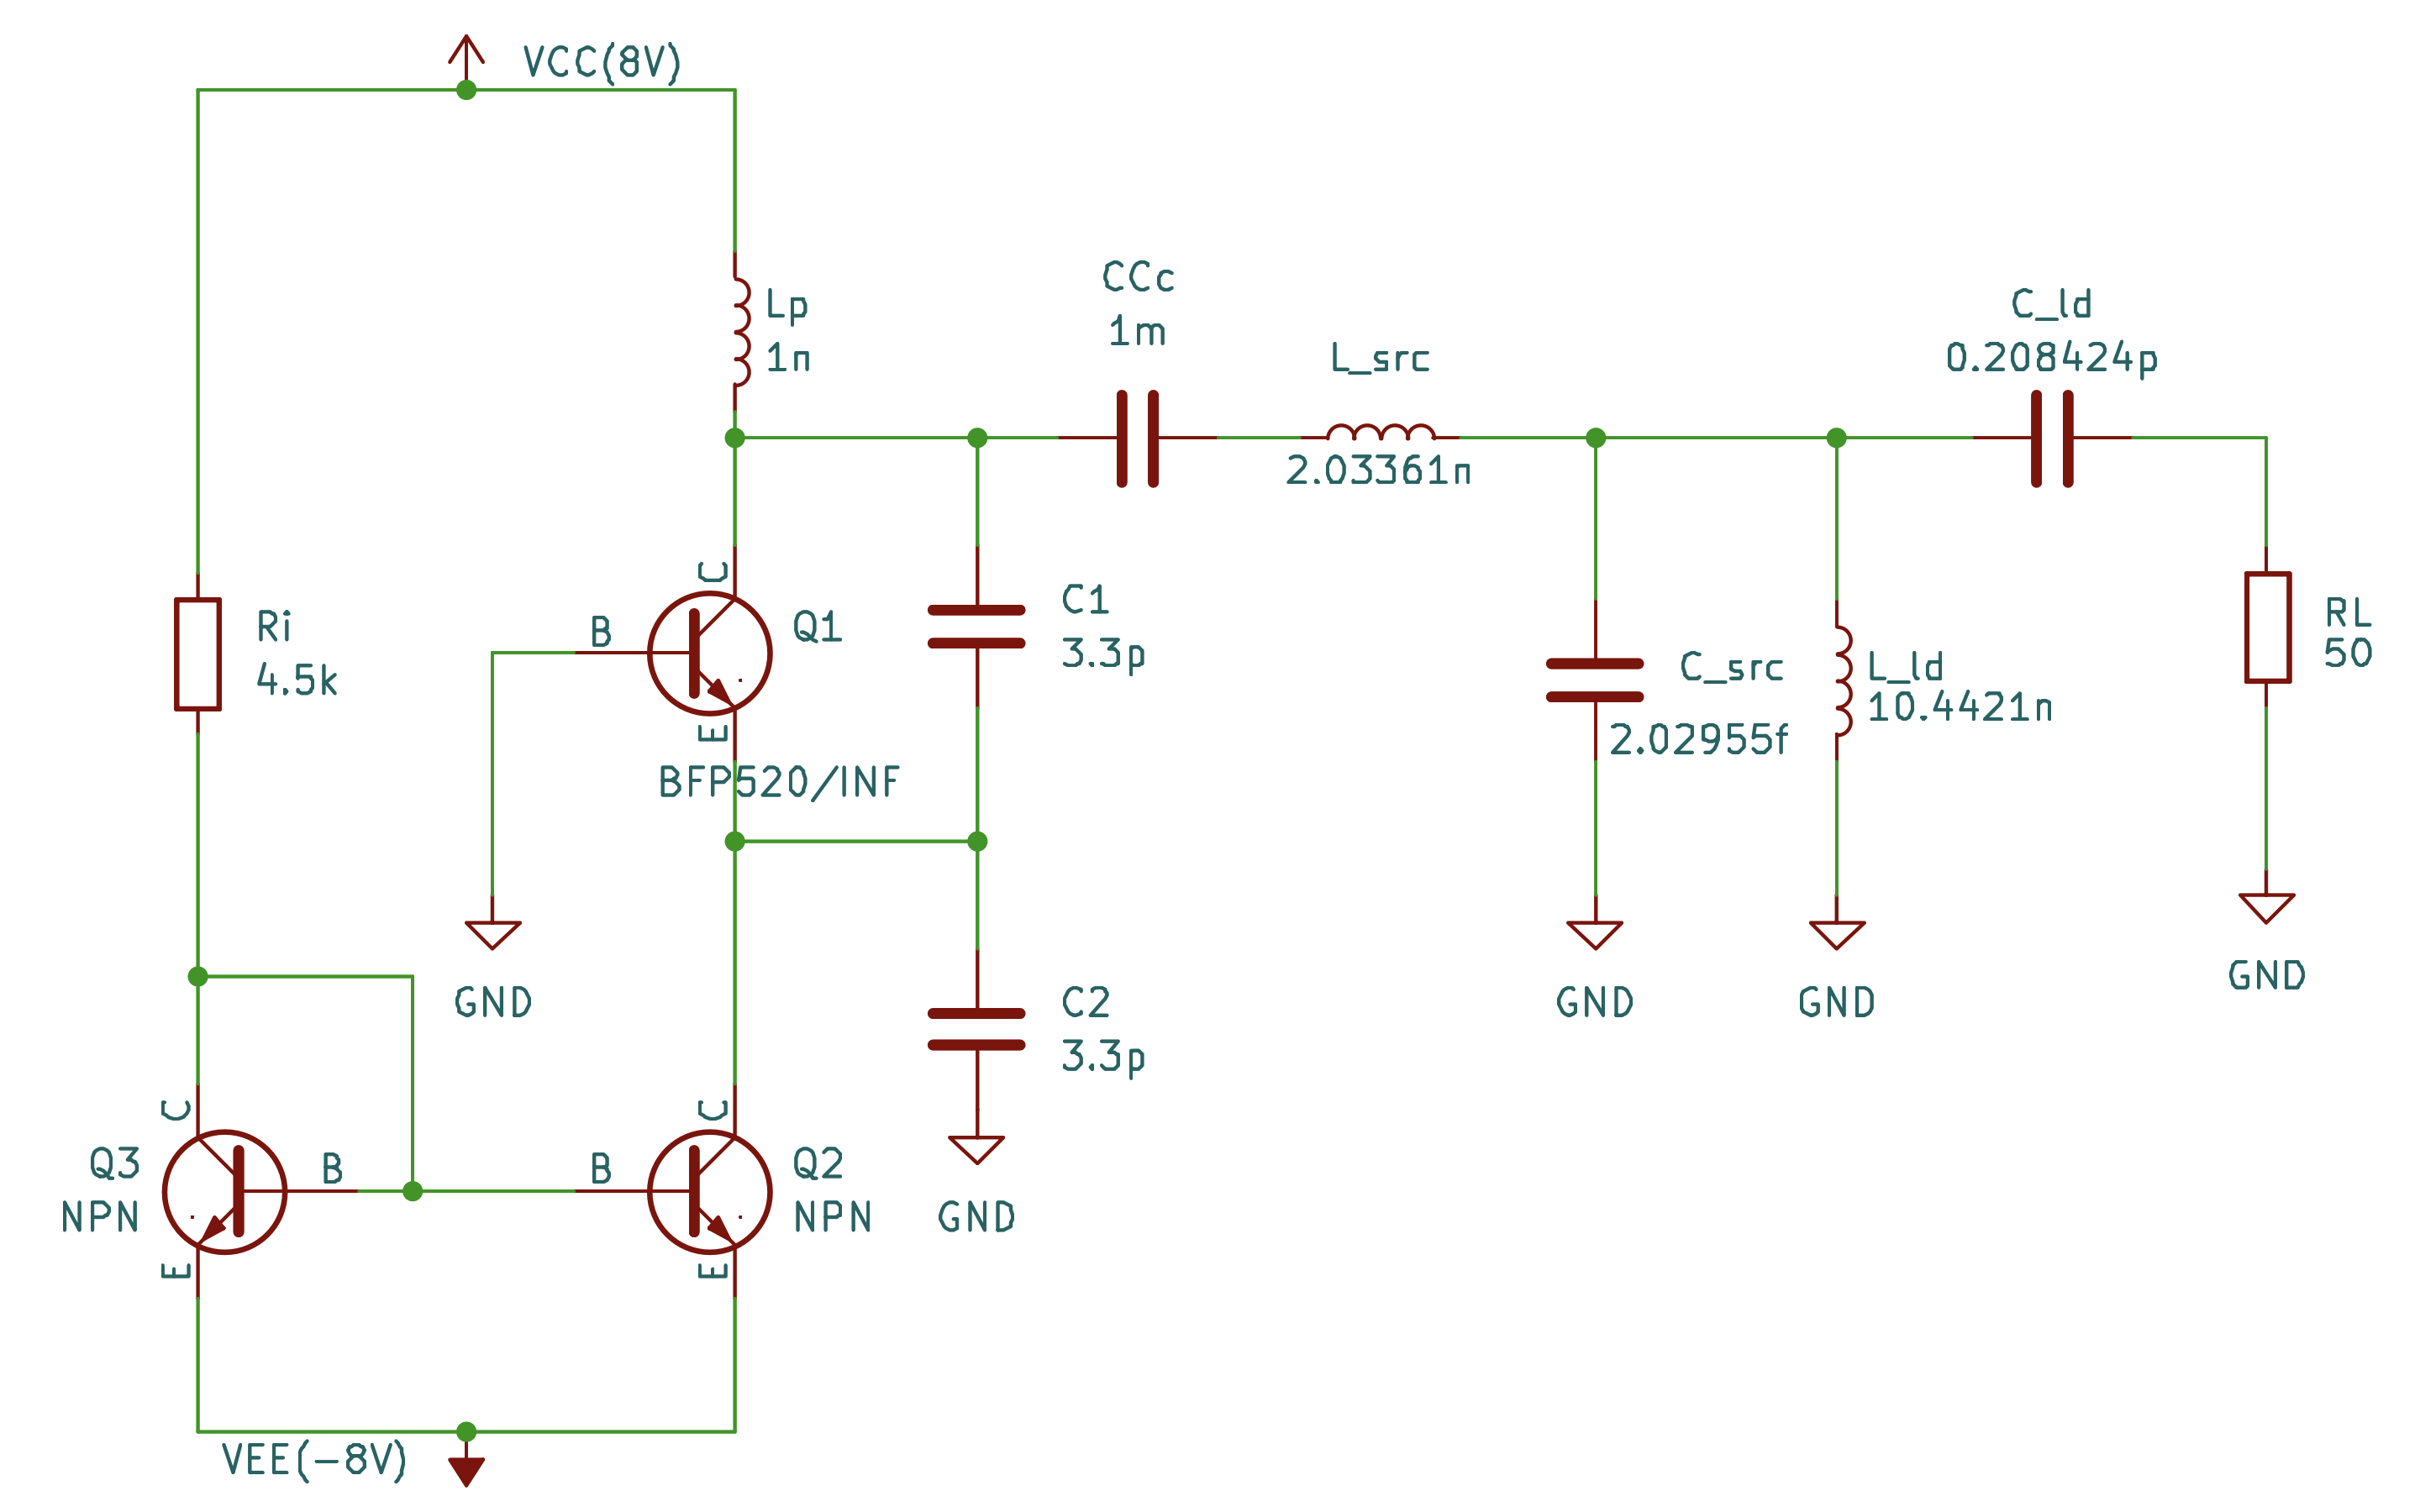 VCC(8V)
Lp
1n
CCc
1m
L_src
2.03361n
C_ld
0.208424p
Ri
4.5k
C
B
Q1
E
BFP520/INF
C1
3.3p
C_src
2.02955f
L_ld
10.4421n
RL
50
GND
GND
GND
GND
C2
3.3p
GND
C
Q3
NPN
B
E
C
B
Q2
NPN
E
VEE(-8V)